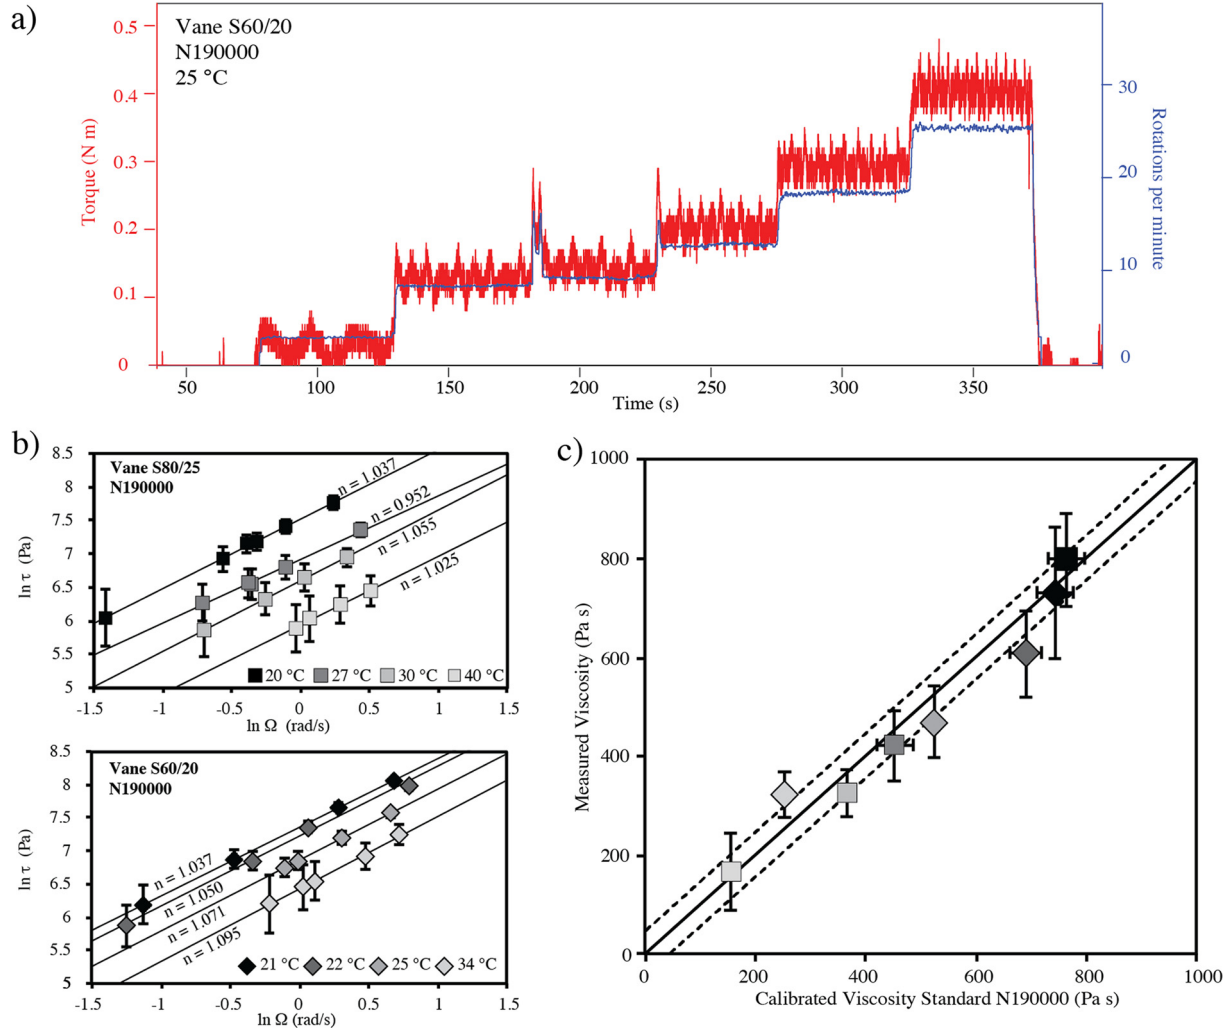 a)
Vane S60/20
N190000
25 °C
Torque (N m)
0.5
0.4
0.3
0.2
0.1
0
Rotations per minute
30
20
10
0
50 100 150 200 250 300 350
Time (s)
b)
Vane S80/25
N190000
ln τ (Pa)
8.5
8
7.5
7
6.5
6
5.5
5
n = 1.037
n = 0.952
n = 1.055
n = 1.025
20 °C 27 °C 30 °C 40 °C
-1.5 -1 -0.5 0 0.5 1 1.5
ln Ω (rad/s)
Vane S60/20
N190000
ln τ (Pa)
8.5
8
7.5
7
6.5
6
5.5
5
n = 1.037
n = 1.050
n = 1.071
n = 1.095
21 °C 22 °C 25 °C 34 °C
-1.5 -1 -0.5 0 0.5 1 1.5
ln Ω (rad/s)
c)
Measured Viscosity (Pa s)
1000
800
600
400
200
0
0 200 400 600 800 1000
Calibrated Viscosity Standard N190000 (Pa s)